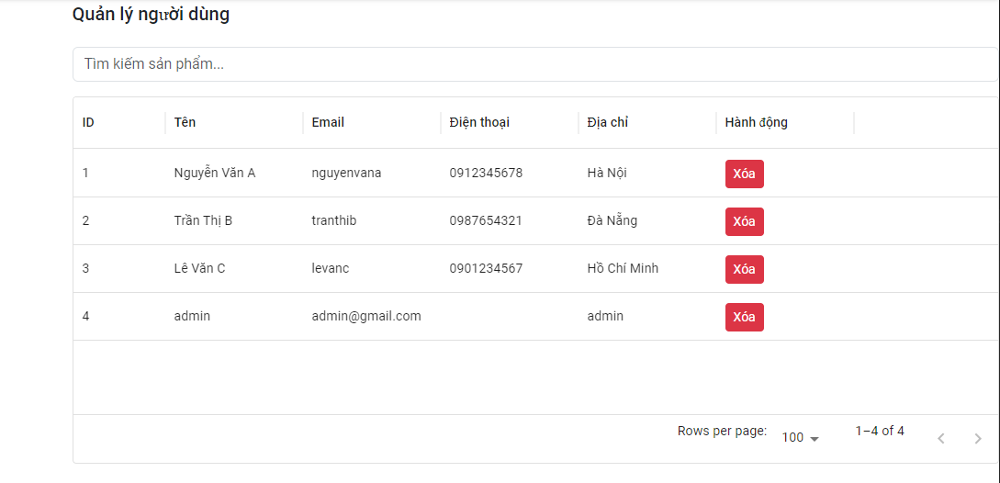 Quản lý người dùng
Tìm kiếm sản phẩm...
ID Tên Email Điện thoại Địa chỉ Hành động
1 Nguyễn Văn A nguyenvana 0912345678 Hà Nội Xóa
2 Trần Thị B tranthib 0987654321 Đà Nẵng Xóa
3 Lê Văn C levanc 0901234567 Hồ Chí Minh Xóa
4 admin admin@gmail.com admin Xóa
Rows per page: 100 1–4 of 4